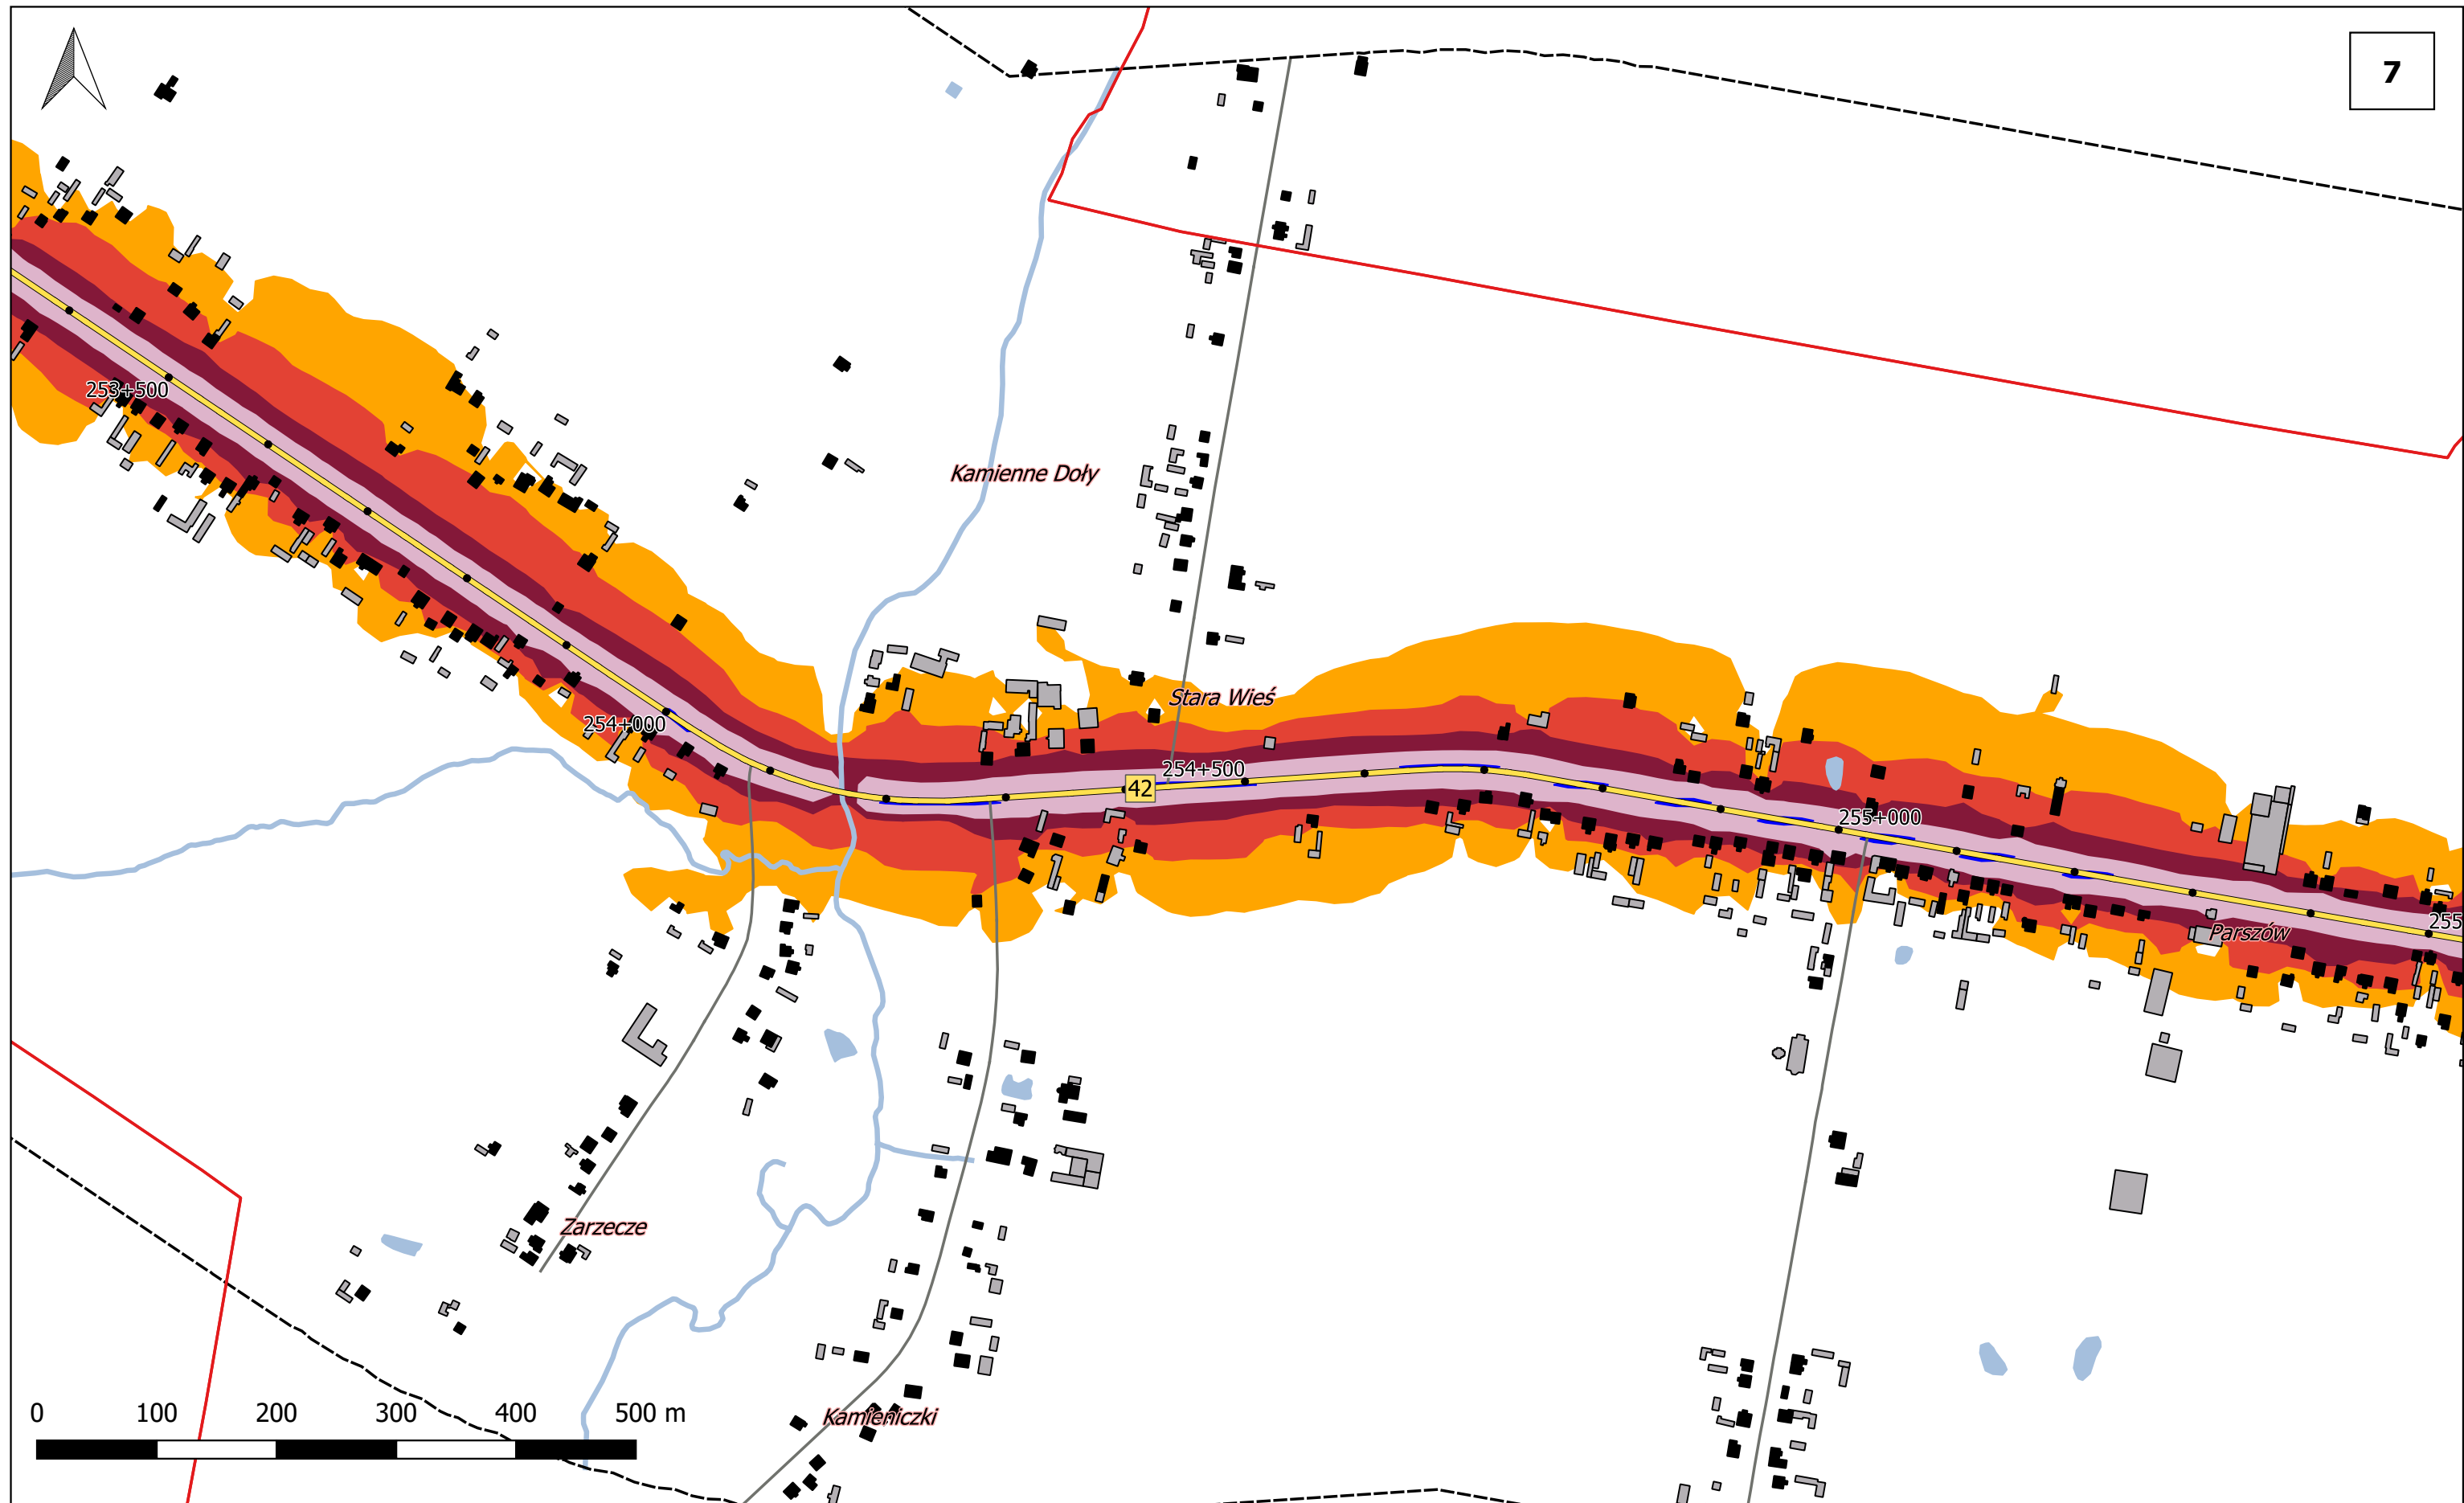 7
253+500
Kamienne Doły
Stara Wieś
254+000
254+500
42
255+000
255
Parszów
Zarzecze
Kamieniczki
0 100 200 300 400 500 m